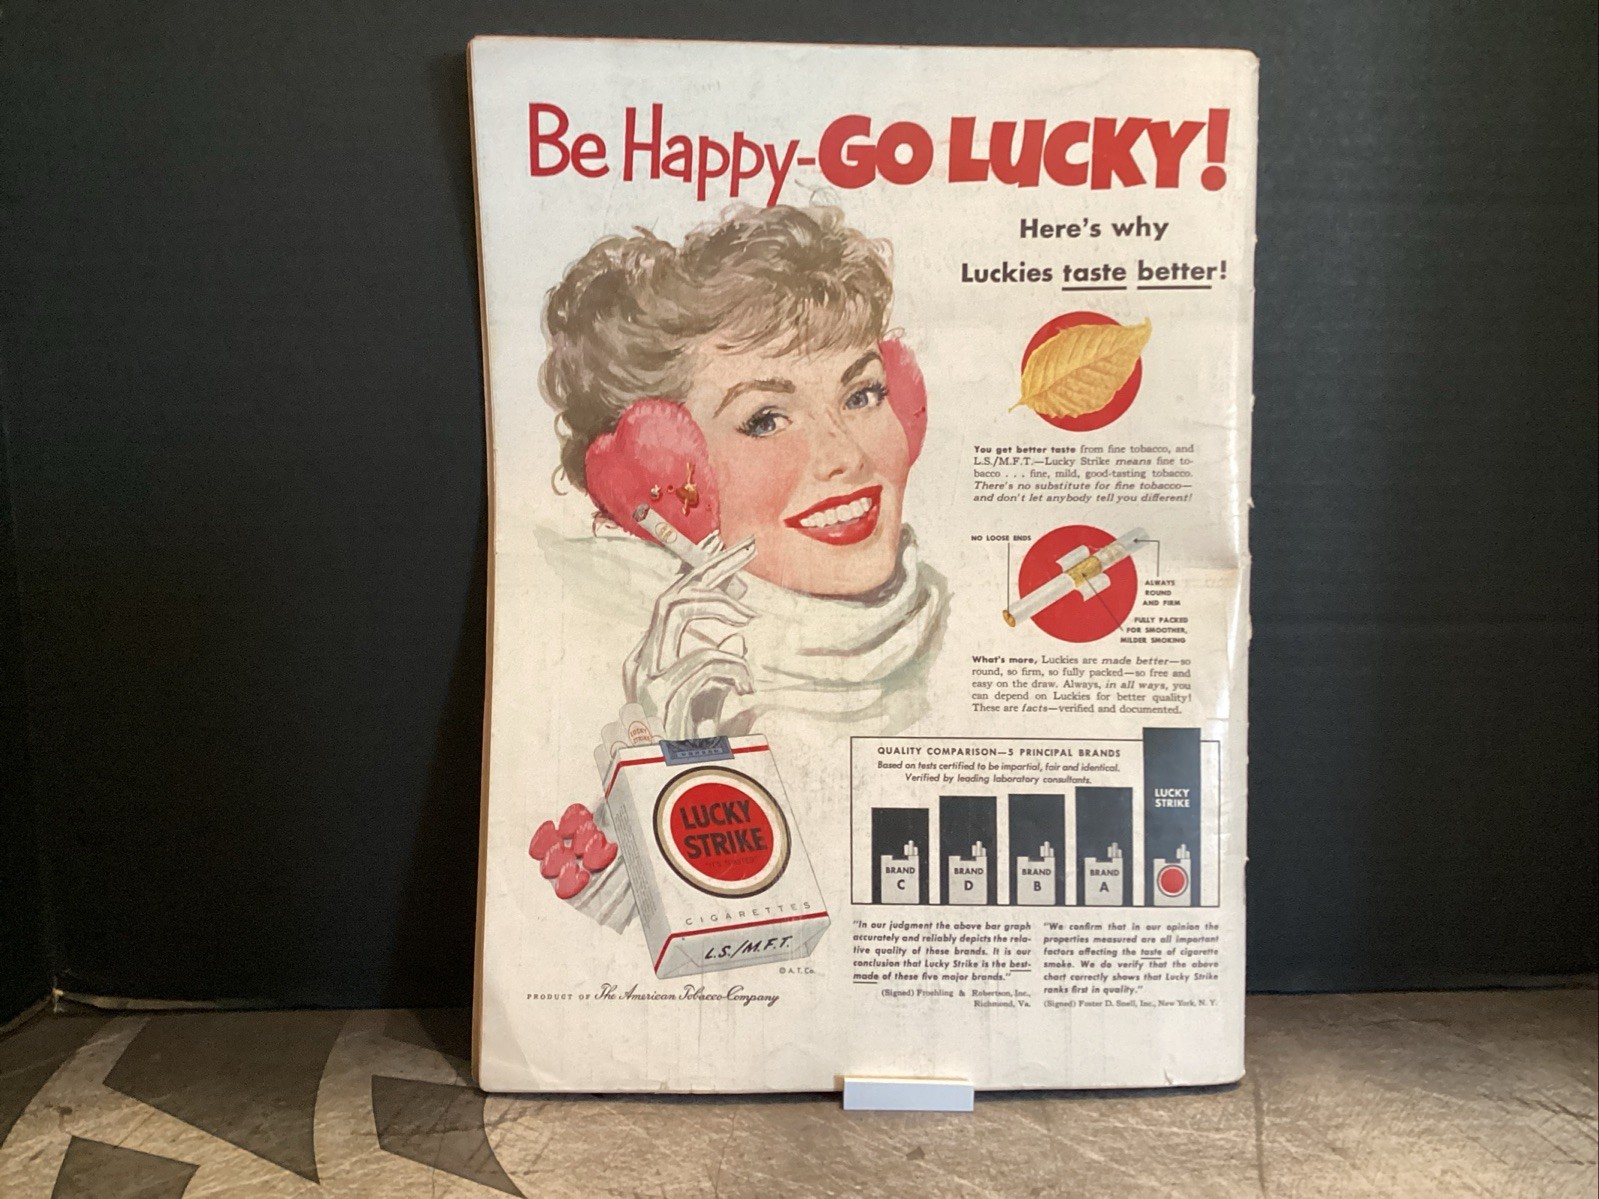 Be Happy-GO LUCKY!
Here's why
Luckies taste better!
You get better taste from fine tobacco, and
L.S./M.F.T.—Lucky Strike means fine to-
bacco . . . fine, mild, good-tasting tobacco.
There's no substitute for fine tobacco—
and don't let anybody tell you different!
NO LOOSE ENDS
ALWAYS
ROUND
AND FIRM
FULLY PACKED
FOR SMOOTHER,
MILDER SMOKING
What's more, Luckies are made better—so
round, so firm, so fully packed—so free and
easy on the draw. Always, in all ways, you
can depend on Luckies for better quality!
These are facts—verified and documented.
QUALITY COMPARISON—5 PRINCIPAL BRANDS
Based on tests certified to be impartial, fair and identical.
Verified by leading laboratory consultants.
BRAND
C
BRAND
D
BRAND
B
BRAND
A
LUCKY
STRIKE
"In our judgment the above bar graph
accurately and reliably depicts the rela-
tive quality of these brands. It is our
conclusion that Lucky Strike is the best-
made of these five major brands."
(Signed) Froehling & Robertson, Inc.,
Richmond, Va.
"We confirm that in our opinion the
properties measured are all important
factors affecting the taste of cigarette
smoke. We do verify that the above
chart correctly shows that Lucky Strike
ranks first in quality."
(Signed) Foster D. Snell, Inc., New York, N. Y.
LUCKY
STRIKE
LUCKY
STRIKE
"IT'S TOASTED"
CIGARETTES
L.S./M.F.T.
© A. T. Co.
PRODUCT OF The American Tobacco Company